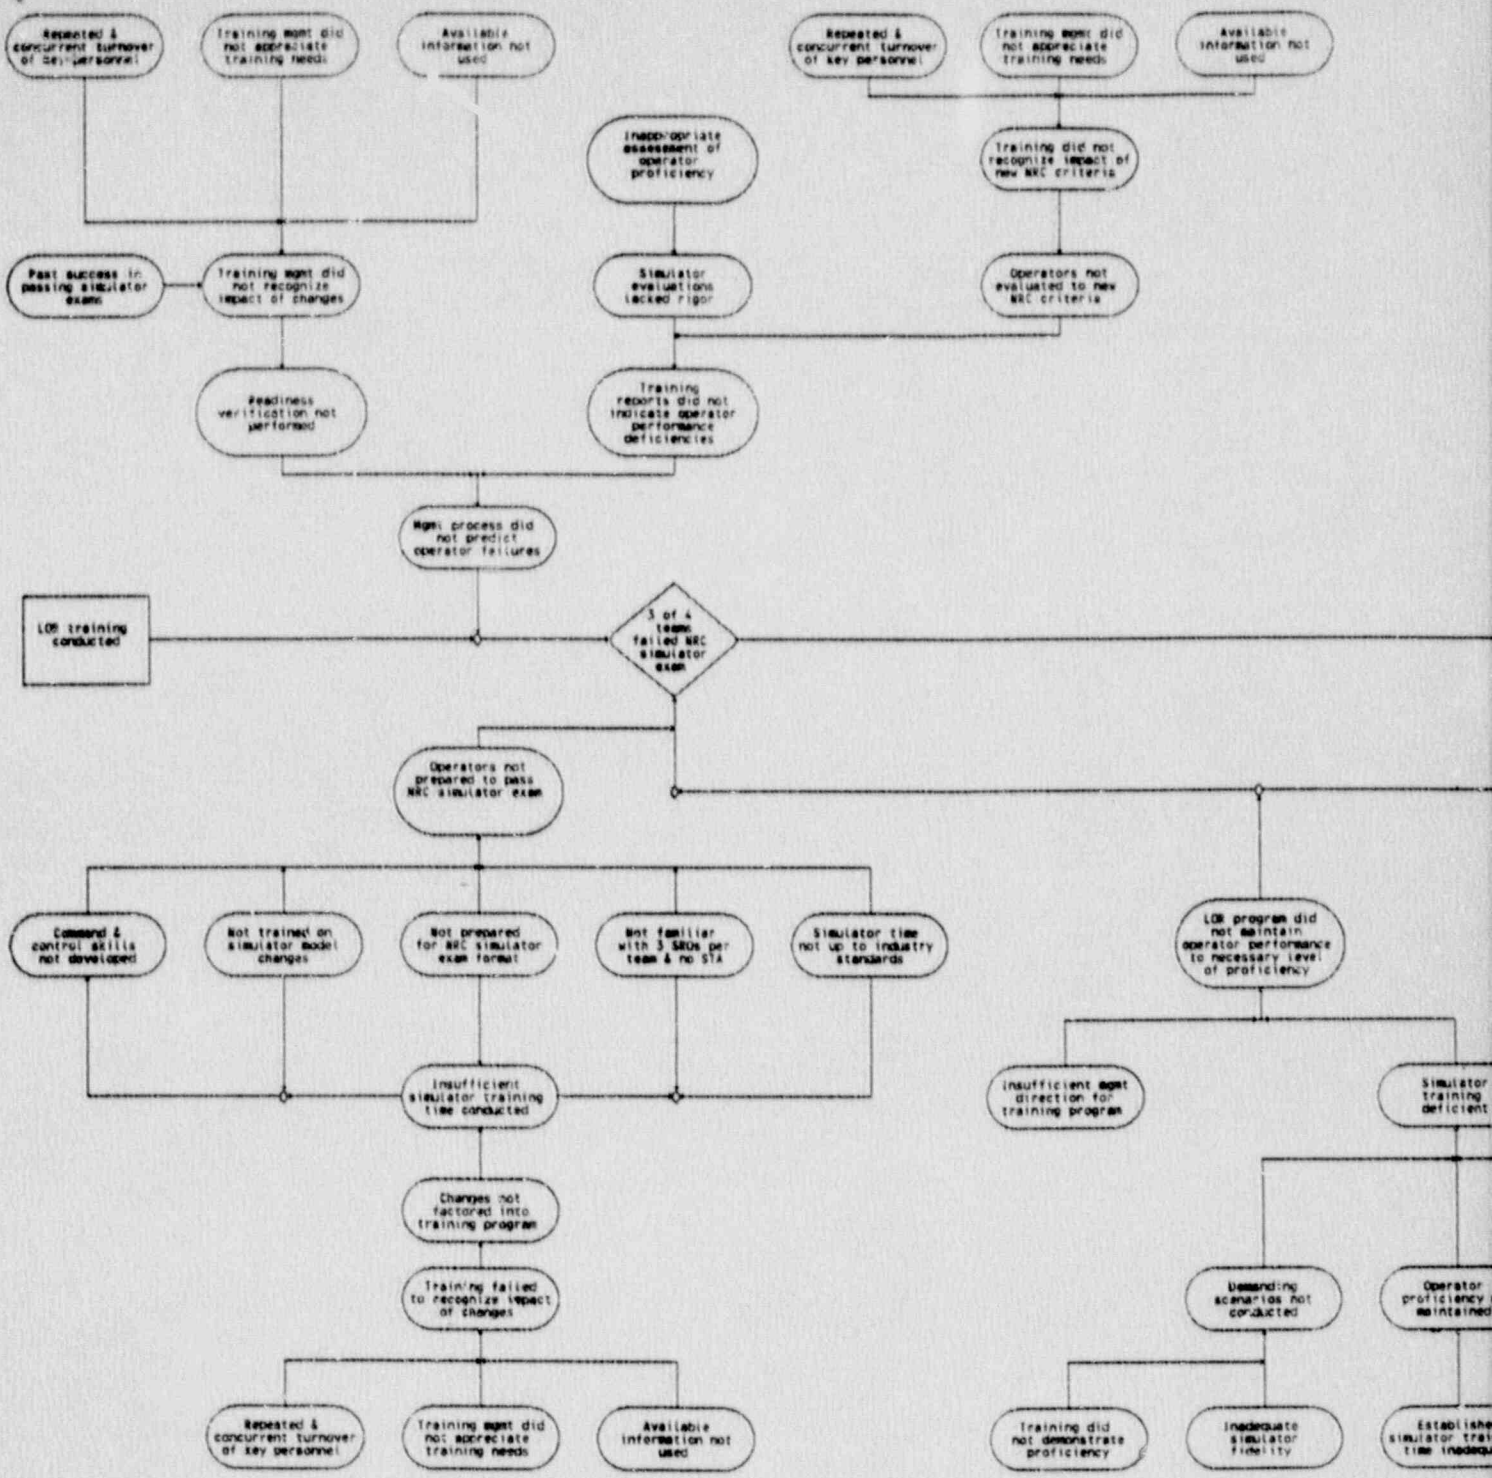 Repeated &
concurrent turnover
of key personnel
Training mgmt did
not appreciate
training needs
Available
information not
used
Repeated &
concurrent turnover
of key personnel
Training mgmt did
not appreciate
training needs
Available
information not
used
Inappropriate
assessment of
operator
proficiency
Training did not
recognize impact of
new NRC criteria
Past success in
passing simulator
exams
Training mgmt did
not recognize
impact of changes
Simulator
evaluations
lacked rigor
Operators not
evaluated to new
NRC criteria
Readiness
verification not
performed
Training
reports did not
indicate operator
performance
deficiencies
Mgmt process did
not predict
operator failures
LOR training
conducted
3 of 4
teams
failed NRC
simulator
exam
Operators not
prepared to pass
NRC simulator exam
Command &
control skills
not developed
Not trained on
simulator model
changes
Not prepared
for NRC simulator
exam format
Not familiar
with 3 SROs per
team & no STA
Simulator time
not up to industry
standards
LOR program did
not maintain
operator performance
to necessary level
of proficiency
Insufficient
simulator training
time conducted
Insufficient mgmt
direction for
training program
Simulator
training
deficient
Changes not
factored into
training program
Training failed
to recognize impact
of changes
Demanding
scenarios not
conducted
Operator
proficiency
maintained
Repeated &
concurrent turnover
of key personnel
Training mgmt did
not appreciate
training needs
Available
information not
used
Training did
not demonstrate
proficiency
Inadequate
simulator
fidelity
Establishe
simulator trai
time inadequ